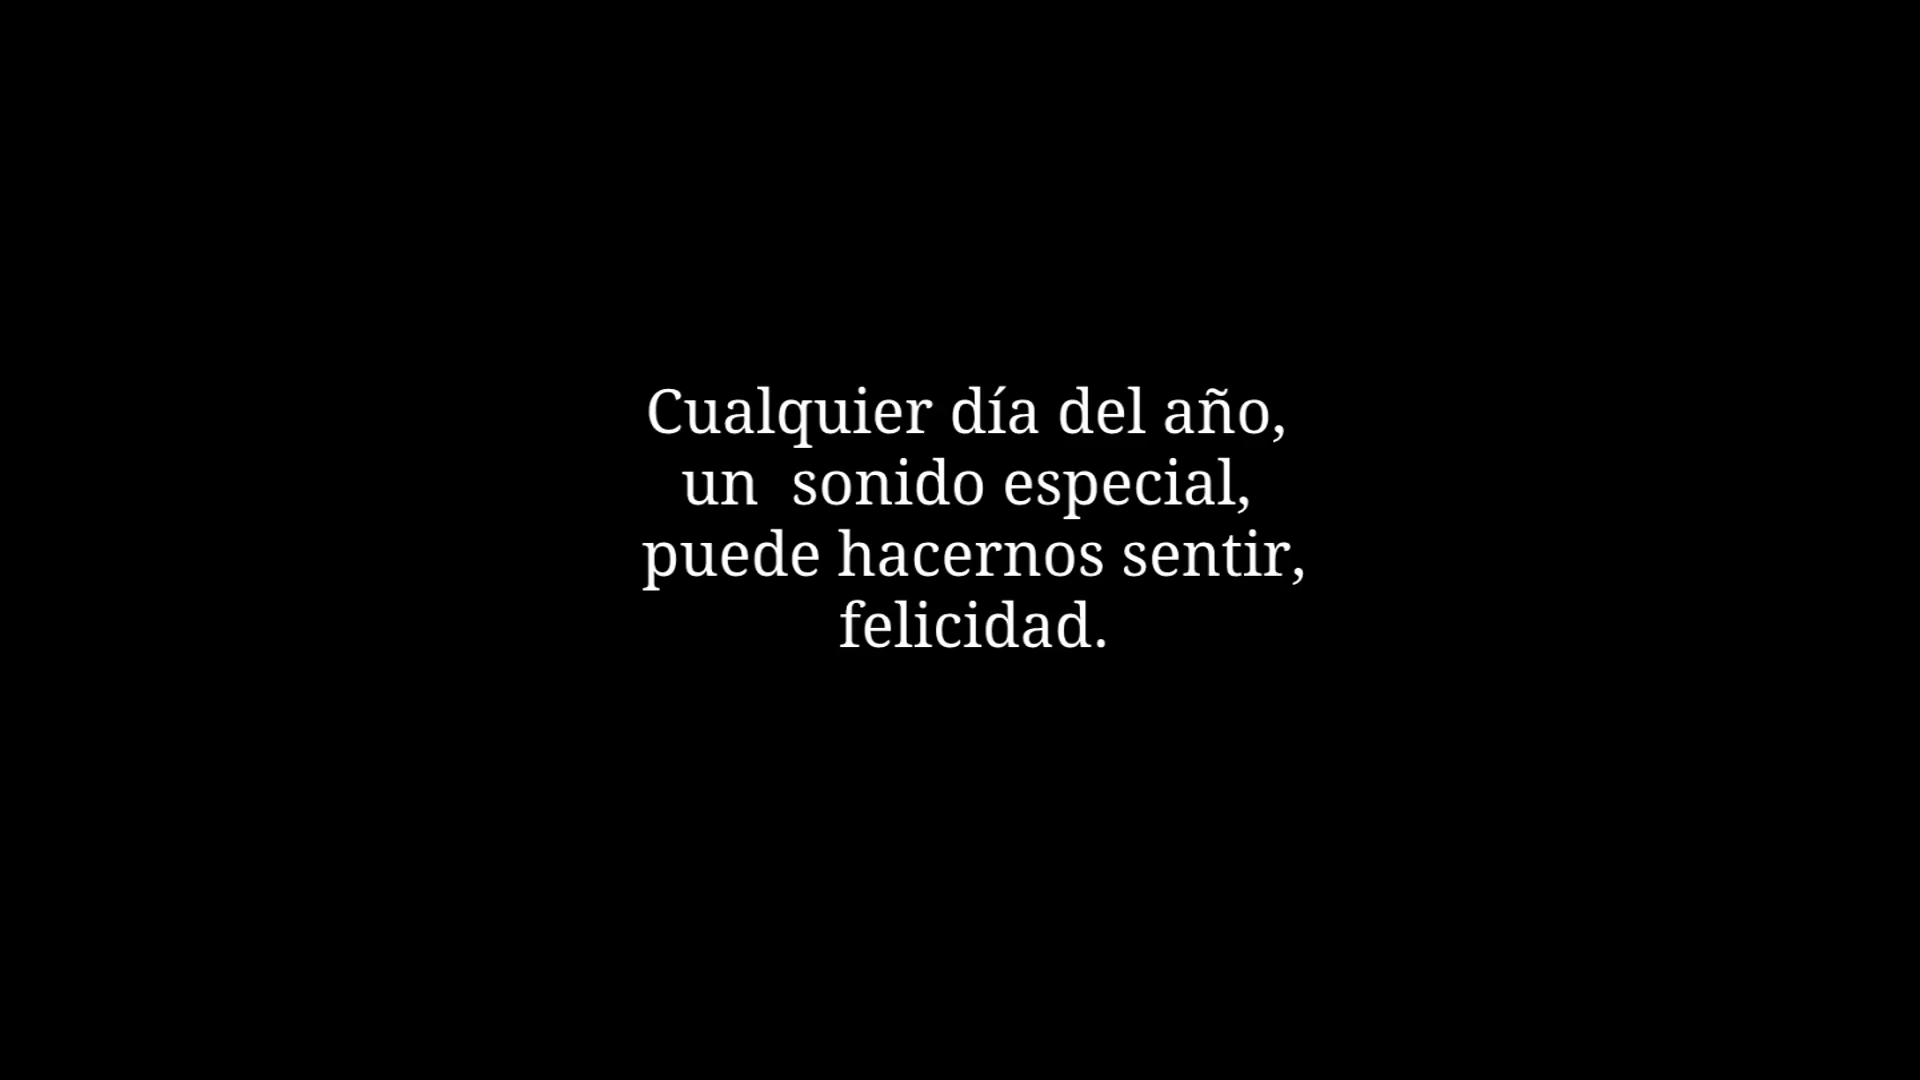 Cualquier día del año,
un  sonido especial,
puede hacernos sentir,
felicidad.